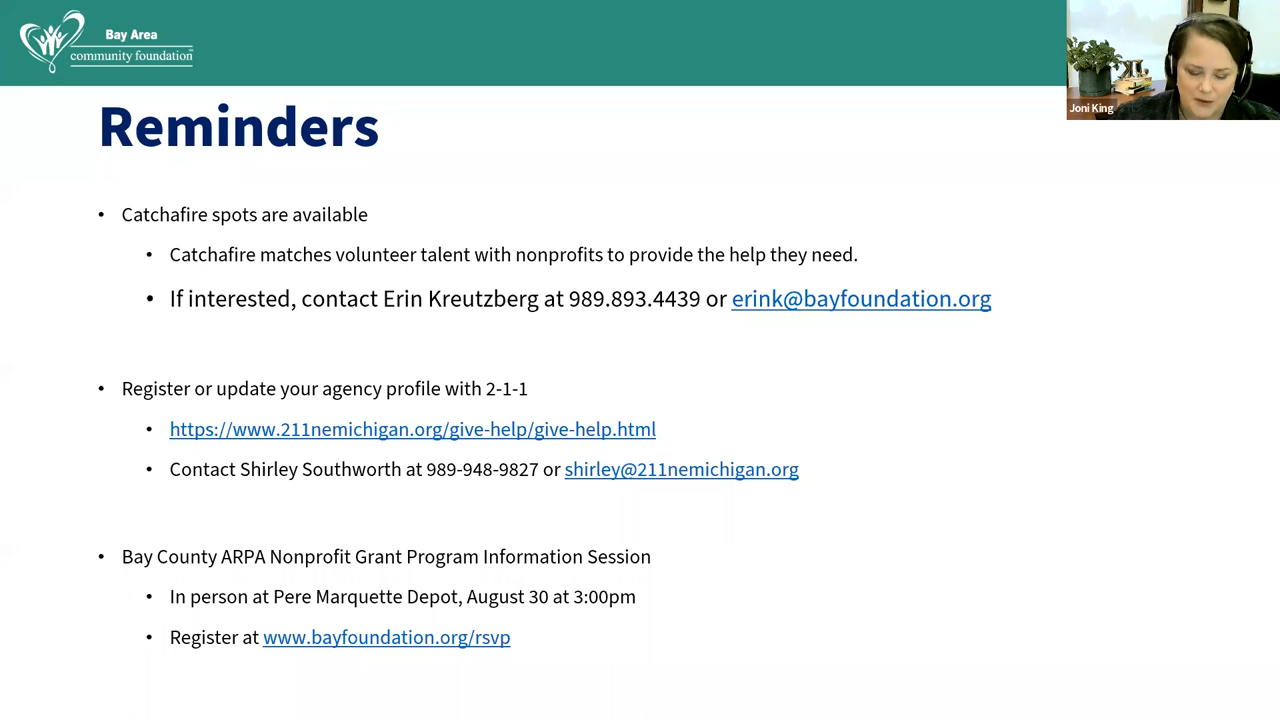 Bay Area
community foundation
Joni King
Reminders
• Catchafire spots are available
• Catchafire matches volunteer talent with nonprofits to provide the help they need.
• If interested, contact Erin Kreutzberg at 989.893.4439 or erink@bayfoundation.org
• Register or update your agency profile with 2-1-1
• https://www.211nemichigan.org/give-help/give-help.html
• Contact Shirley Southworth at 989-948-9827 or shirley@211nemichigan.org
• Bay County ARPA Nonprofit Grant Program Information Session
• In person at Pere Marquette Depot, August 30 at 3:00pm
• Register at www.bayfoundation.org/rsvp